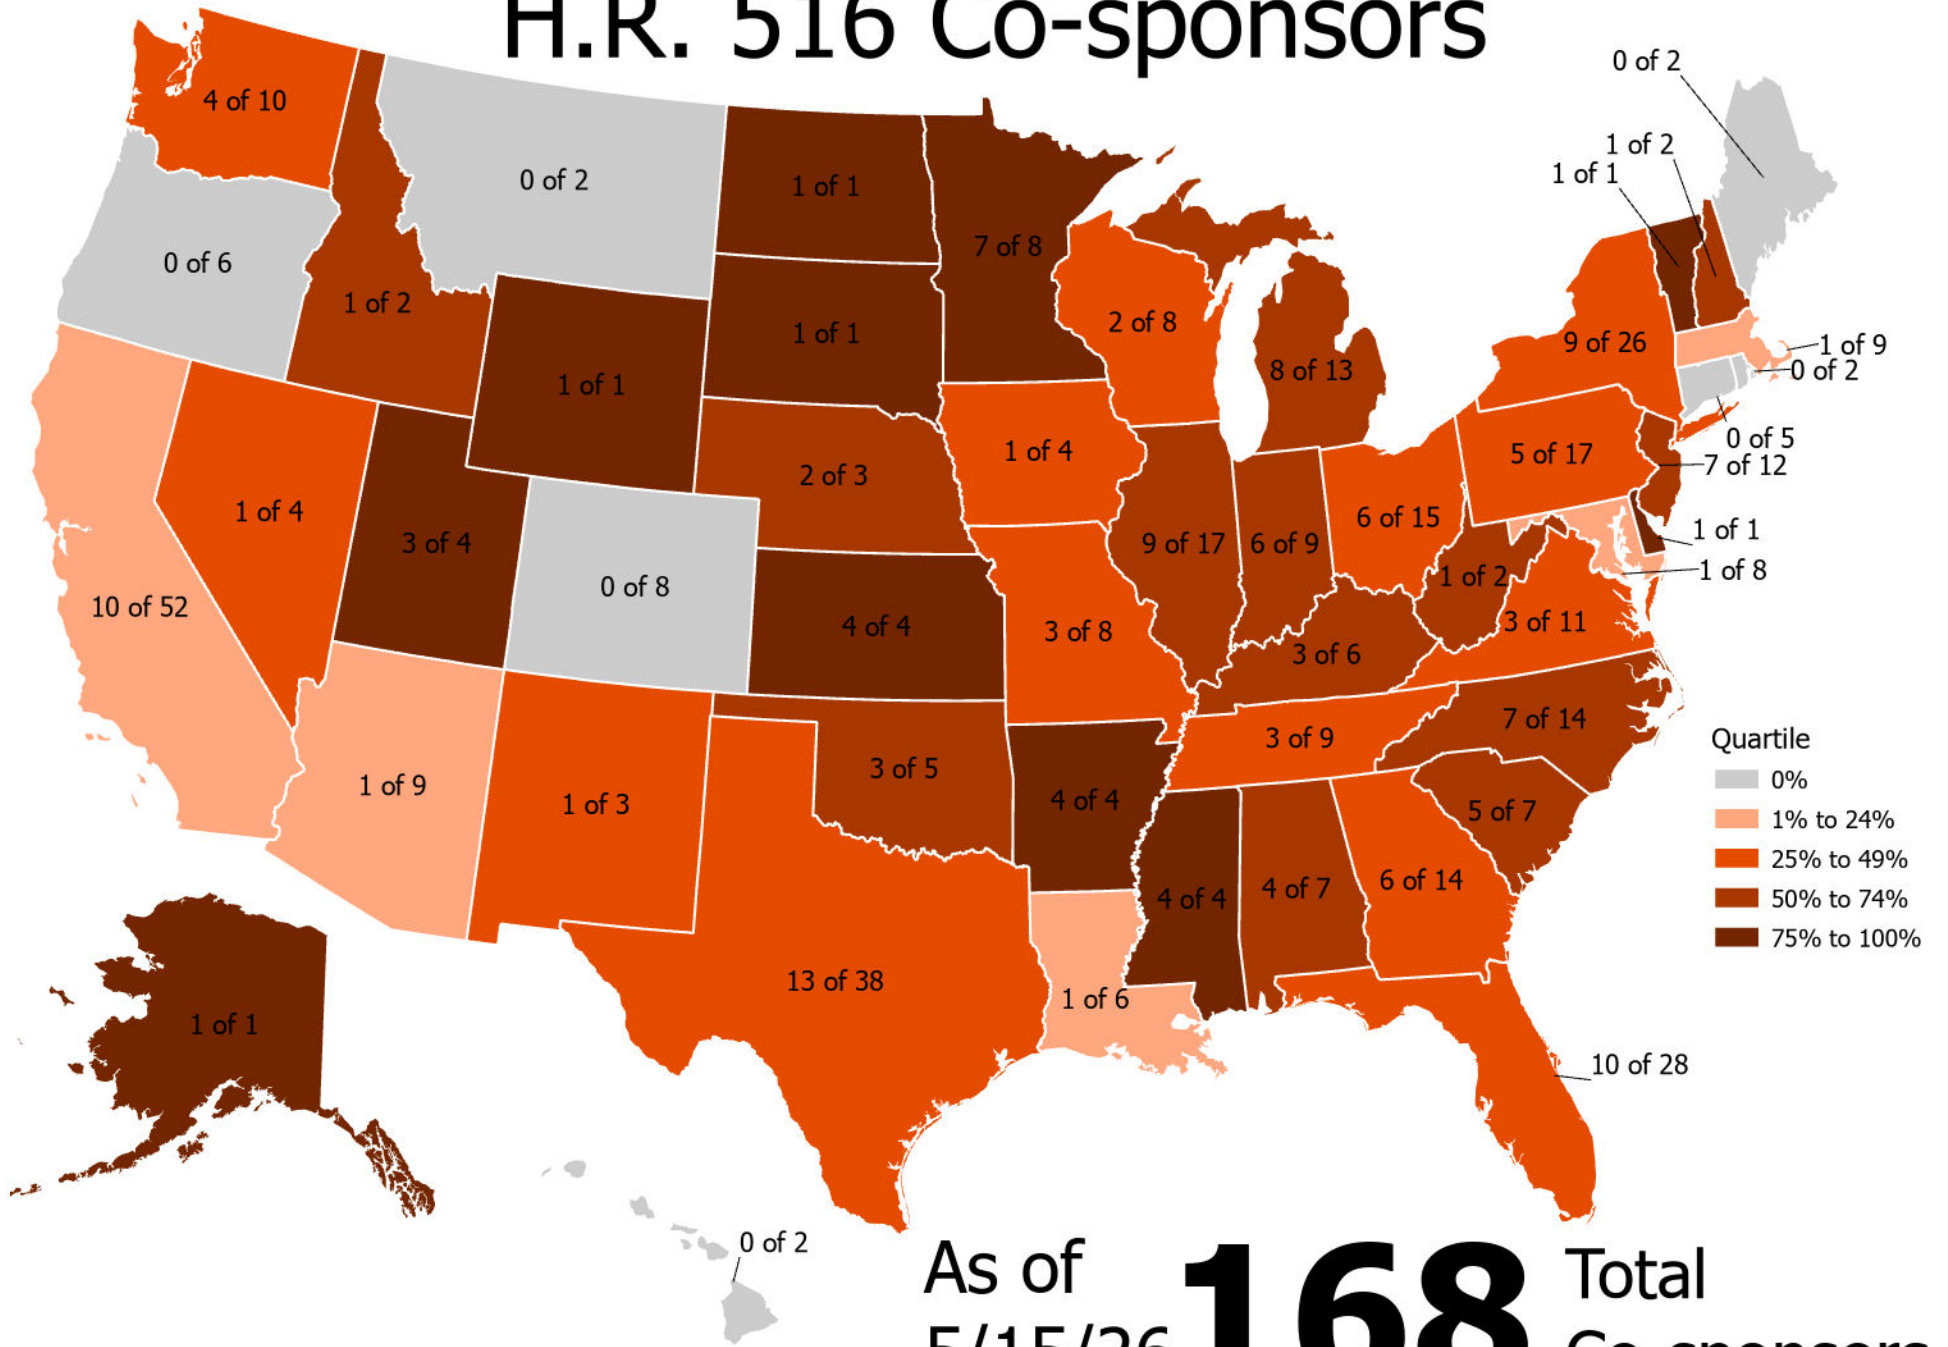 H.R. 516 Co-sponsors
0 of 2
4 of 10
1 of 2
1 of 1
0 of 2
1 of 1
7 of 8
0 of 6
1 of 2
1 of 1
2 of 8
9 of 26
1 of 9
0 of 2
8 of 13
1 of 1
0 of 5
7 of 12
1 of 4
5 of 17
2 of 3
1 of 4
6 of 15
1 of 1
3 of 4
9 of 17
6 of 9
1 of 8
0 of 8
1 of 2
10 of 52
4 of 4
3 of 8
3 of 11
3 of 6
7 of 14
3 of 9
3 of 5
1 of 9
1 of 3
4 of 4
5 of 7
Quartile
0%
1% to 24%
25% to 49%
50% to 74%
75% to 100%
4 of 4
4 of 7
6 of 14
13 of 38
1 of 6
1 of 1
10 of 28
0 of 2
As of
5/15/26
168
Total
Co-sponsors